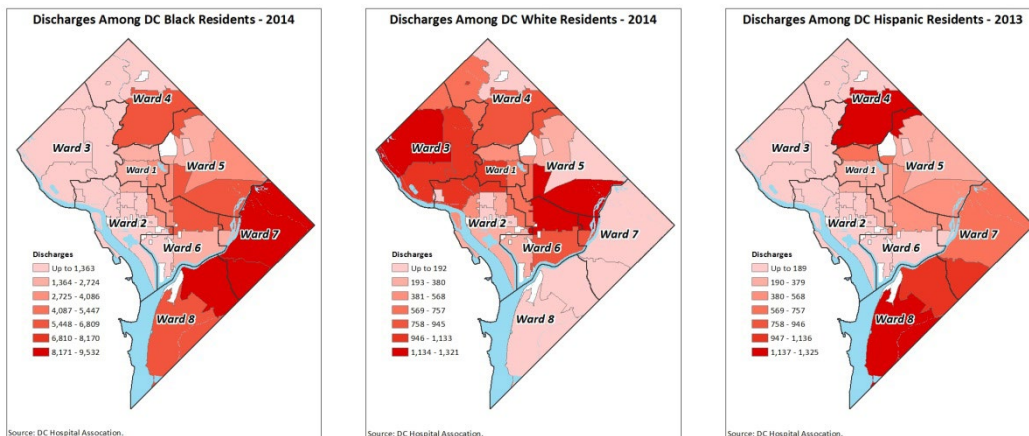 Discharges Among DC Black Residents - 2014
Ward 4
Ward 3
Ward 5
Ward 1
Ward 2
Ward 7
Ward 6
Ward 8
Discharges
Up to 1,363
1,364 - 2,724
2,725 - 4,086
4,087 - 5,447
5,448 - 6,809
6,810 - 8,170
8,171 - 9,532
Source: DC Hospital Assocation.
Discharges Among DC White Residents - 2014
Ward 4
Ward 3
Ward 5
Ward 1
Ward 2
Ward 7
Ward 6
Ward 8
Discharges
Up to 192
193 - 380
381 - 568
569 - 757
758 - 945
946 - 1,133
1,134 - 1,321
Source: DC Hospital Assocation.
Discharges Among DC Hispanic Residents - 2013
Ward 4
Ward 3
Ward 5
Ward 1
Ward 2
Ward 7
Ward 6
Ward 8
Discharges
Up to 189
190 - 379
380 - 568
569 - 757
758 - 946
947 - 1,136
1,137 - 1,325
Source: DC Hospital Assocation.